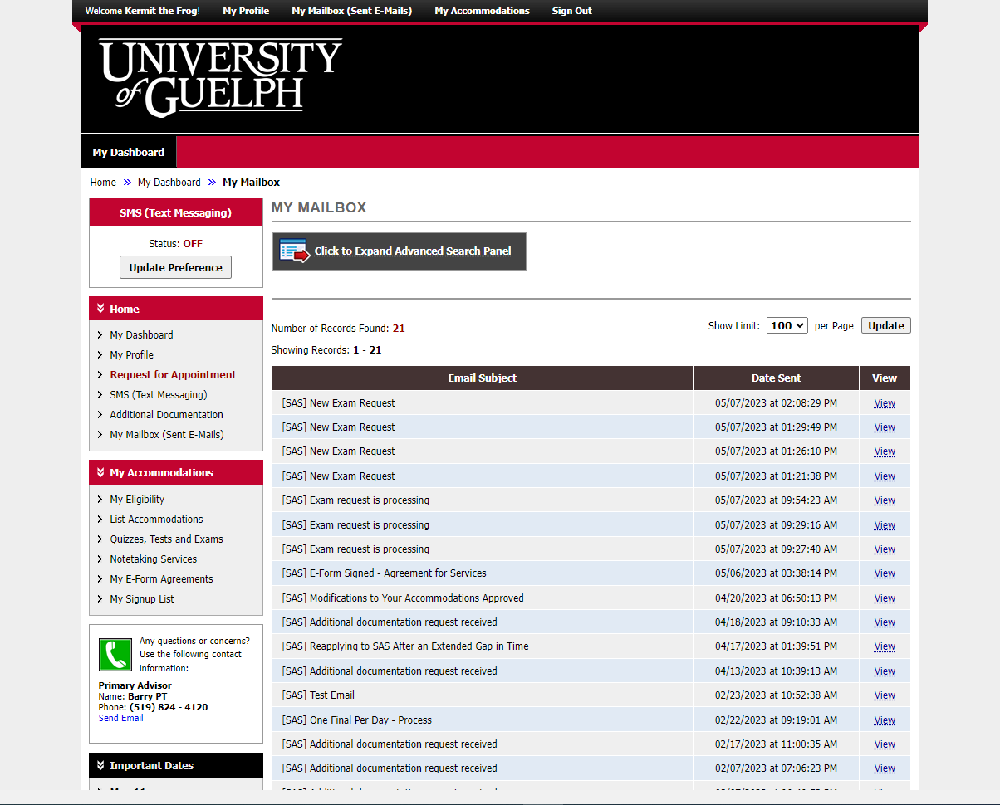 Welcome Kermit the Frog! My Profile My Mailbox (Sent E-Mails) My Accommodations Sign Out
UNIVERSITY
of GUELPH
My Dashboard
Home » My Dashboard » My Mailbox
SMS (Text Messaging)
Status: OFF
Update Preference
Home
My Dashboard
My Profile
Request for Appointment
SMS (Text Messaging)
Additional Documentation
My Mailbox (Sent E-Mails)
My Accommodations
My Eligibility
List Accommodations
Quizzes, Tests and Exams
Notetaking Services
My E-Form Agreements
My Signup List
Any questions or concerns?
Use the following contact
information:
Primary Advisor
Name: Barry PT
Phone: (519) 824 - 4120
Send Email
Important Dates
MY MAILBOX
Click to Expand Advanced Search Panel
Number of Records Found: 21
Show Limit: 100 per Page Update
Showing Records: 1 - 21
Email Subject Date Sent View
[SAS] New Exam Request 05/07/2023 at 02:08:29 PM View
[SAS] New Exam Request 05/07/2023 at 01:29:49 PM View
[SAS] New Exam Request 05/07/2023 at 01:26:10 PM View
[SAS] New Exam Request 05/07/2023 at 01:21:38 PM View
[SAS] Exam request is processing 05/07/2023 at 09:54:23 AM View
[SAS] Exam request is processing 05/07/2023 at 09:29:16 AM View
[SAS] Exam request is processing 05/07/2023 at 09:27:40 AM View
[SAS] E-Form Signed - Agreement for Services 05/06/2023 at 03:38:14 PM View
[SAS] Modifications to Your Accommodations Approved 04/20/2023 at 06:50:13 PM View
[SAS] Additional documentation request received 04/18/2023 at 09:10:33 AM View
[SAS] Reapplying to SAS After an Extended Gap in Time 04/17/2023 at 01:39:51 PM View
[SAS] Additional documentation request received 04/13/2023 at 10:39:13 AM View
[SAS] Test Email 02/23/2023 at 10:52:38 AM View
[SAS] One Final Per Day - Process 02/22/2023 at 09:19:01 AM View
[SAS] Additional documentation request received 02/17/2023 at 11:00:35 AM View
[SAS] Additional documentation request received 02/07/2023 at 07:06:23 PM View